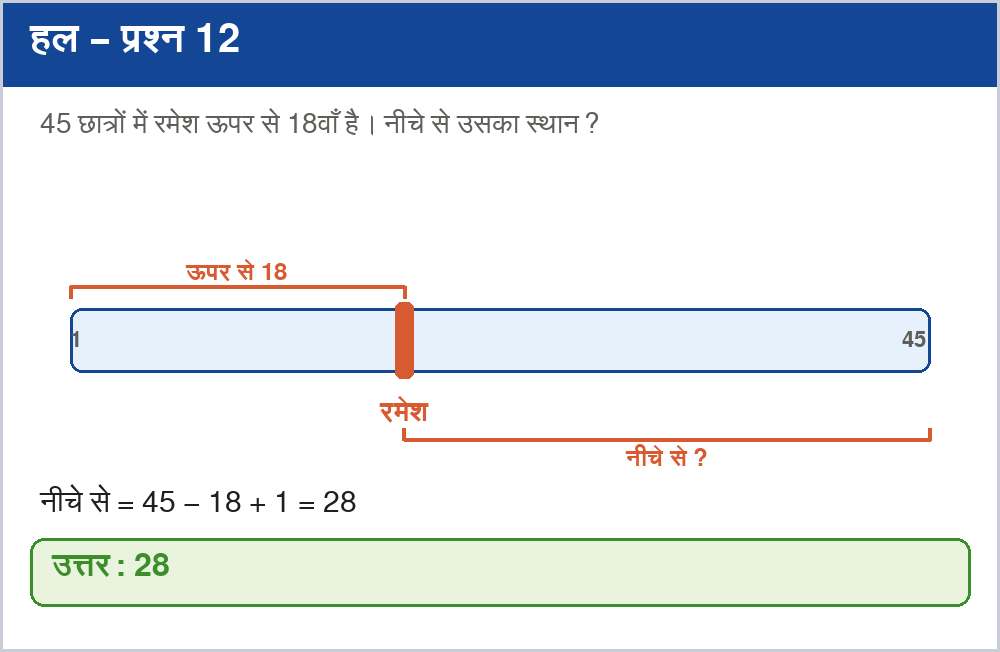 हल – प्रश्न 12
45 छात्रों में रमेश ऊपर से 18वाँ है । नीचे से उसका स्थान ?
ऊपर से 18
1
45
रमेश
नीचे से ?
नीचे से = 45 – 18 + 1 = 28
उत्तर : 28